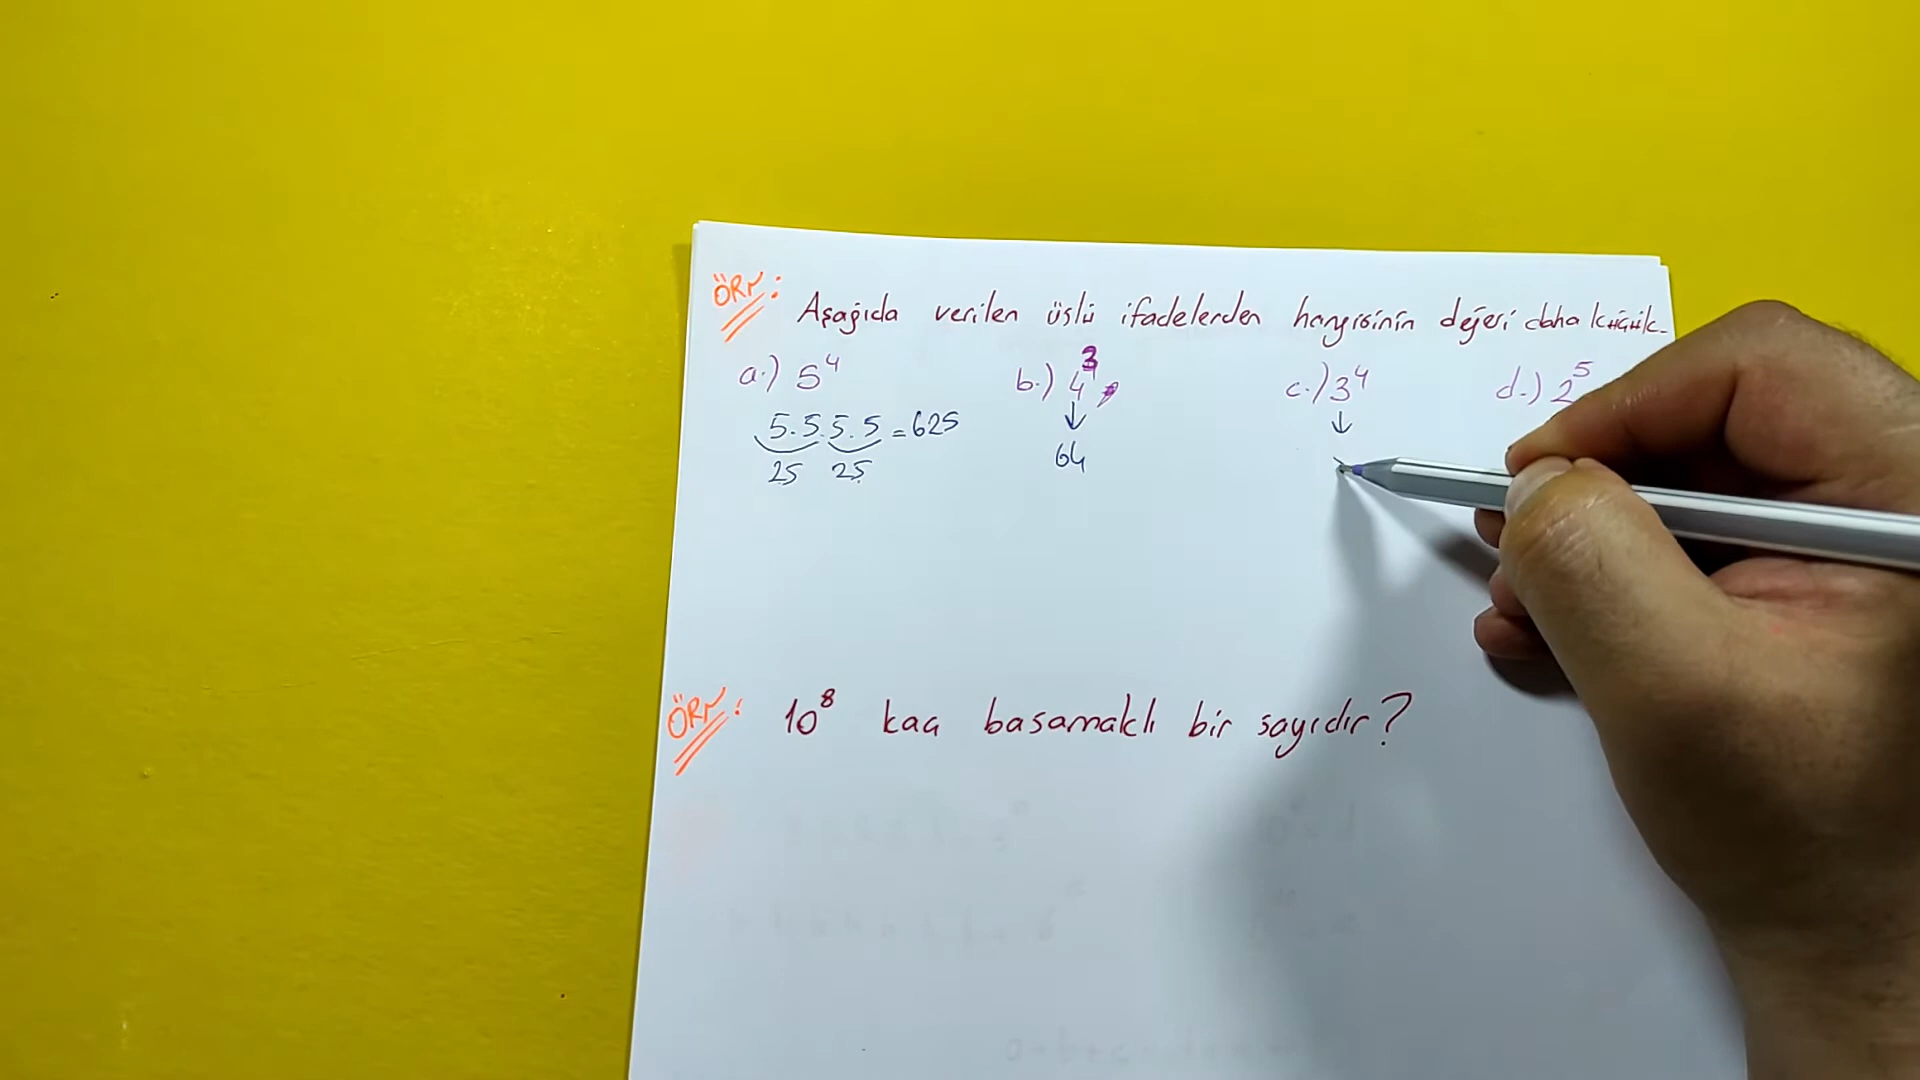 ÖRN: Aşağıda verilen üslü ifadelerden hangisinin değeri daha küçük
a.) 5⁴ b.) 4³ c.) 3⁴ d.) 2⁵
5.5.5.5 = 625 ↓ ↓
25 25 64
ÖRN: 10⁸ kaa basamaklı bir sayıdır?